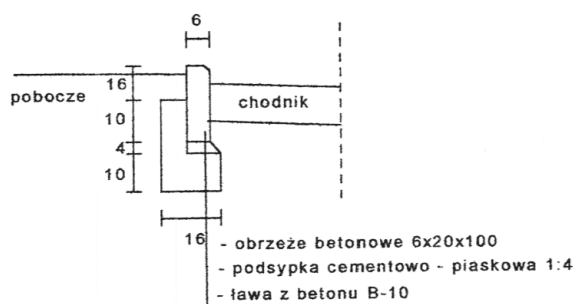 6
16
pobocze
chodnik
10
4
10
16
- obrzeże betonowe 6x20x100
- podsypka cementowo - piaskowa 1:4
- ława z betonu B-10